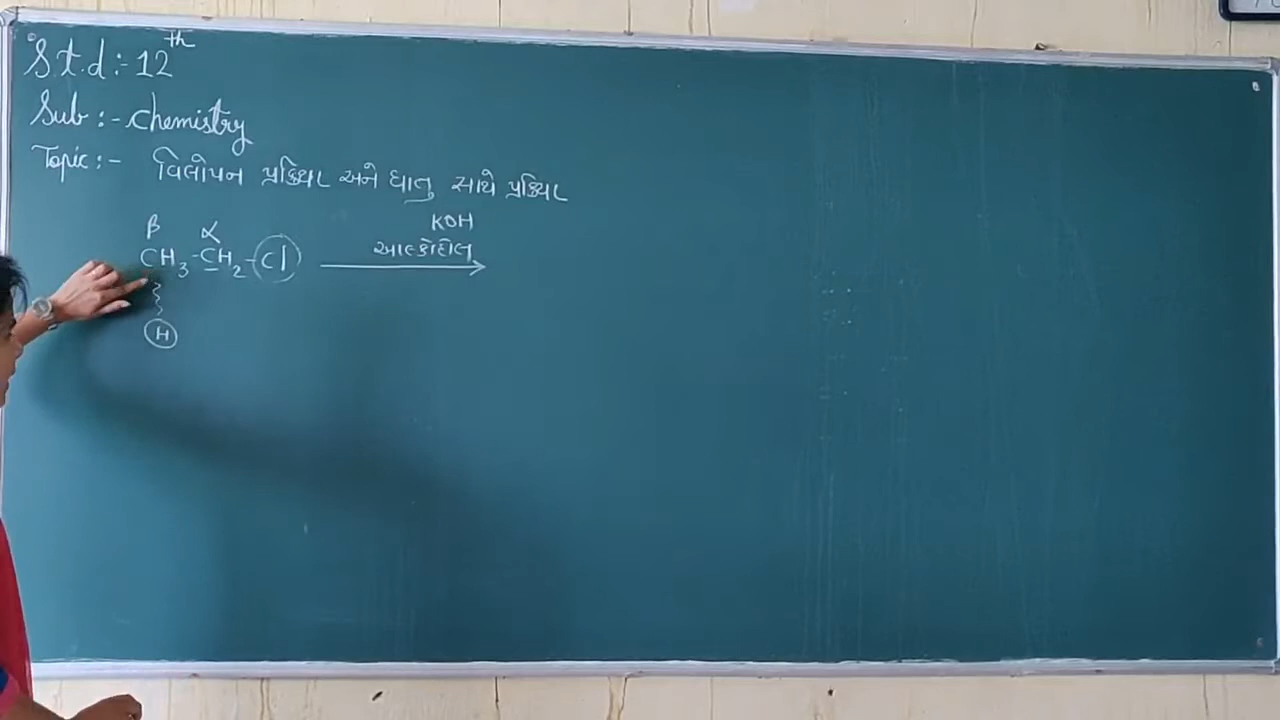 Std:- 12th
Sub:- Chemistry
Topic:- વિલોપન પ્રક્રિયા અને ધાતુ સાથે પ્રક્રિયા
KOH
β α
CH3-CH2-Cl આલ્કોહોલ
H